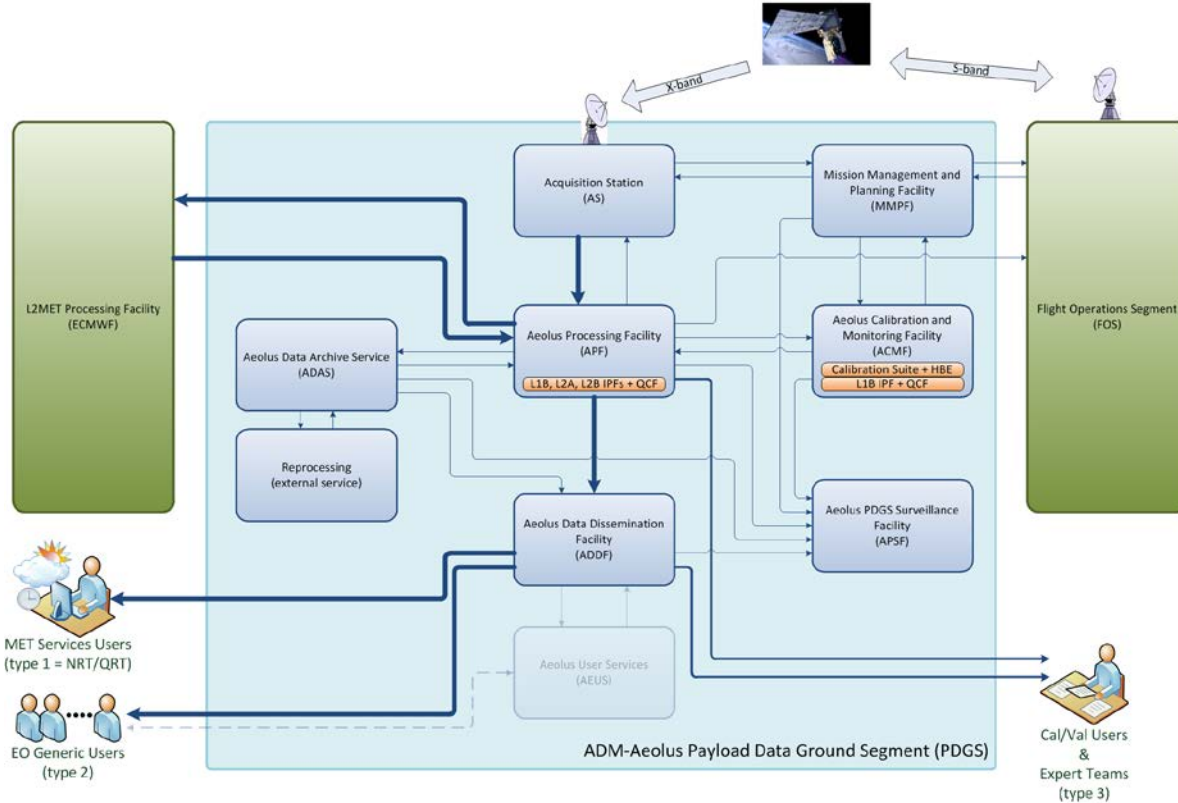 X-band
S-band
Acquisition Station
(AS)
Mission Management and
Planning Facility
(MMPF)
L2MET Processing Facility
(ECMWF)
Flight Operations Segment
(FOS)
Aeolus Data Archive Service
(ADAS)
Aeolus Processing Facility
(APF)
L1B, L2A, L2B IPFs + QCF
Aeolus Calibration and
Monitoring Facility
(ACMF)
Calibration Suite + HBE
L1B IPF + QCF
Reprocessing
(external service)
Aeolus Data Dissemination
Facility
(ADDF)
Aeolus PDGS Surveillance
Facility
(APSF)
MET Services Users
(type 1 = NRT/QRT)
Aeolus User Services
(AEUS)
EO Generic Users
(type 2)
ADM-Aeolus Payload Data Ground Segment (PDGS)
Cal/Val Users
&
Expert Teams
(type 3)